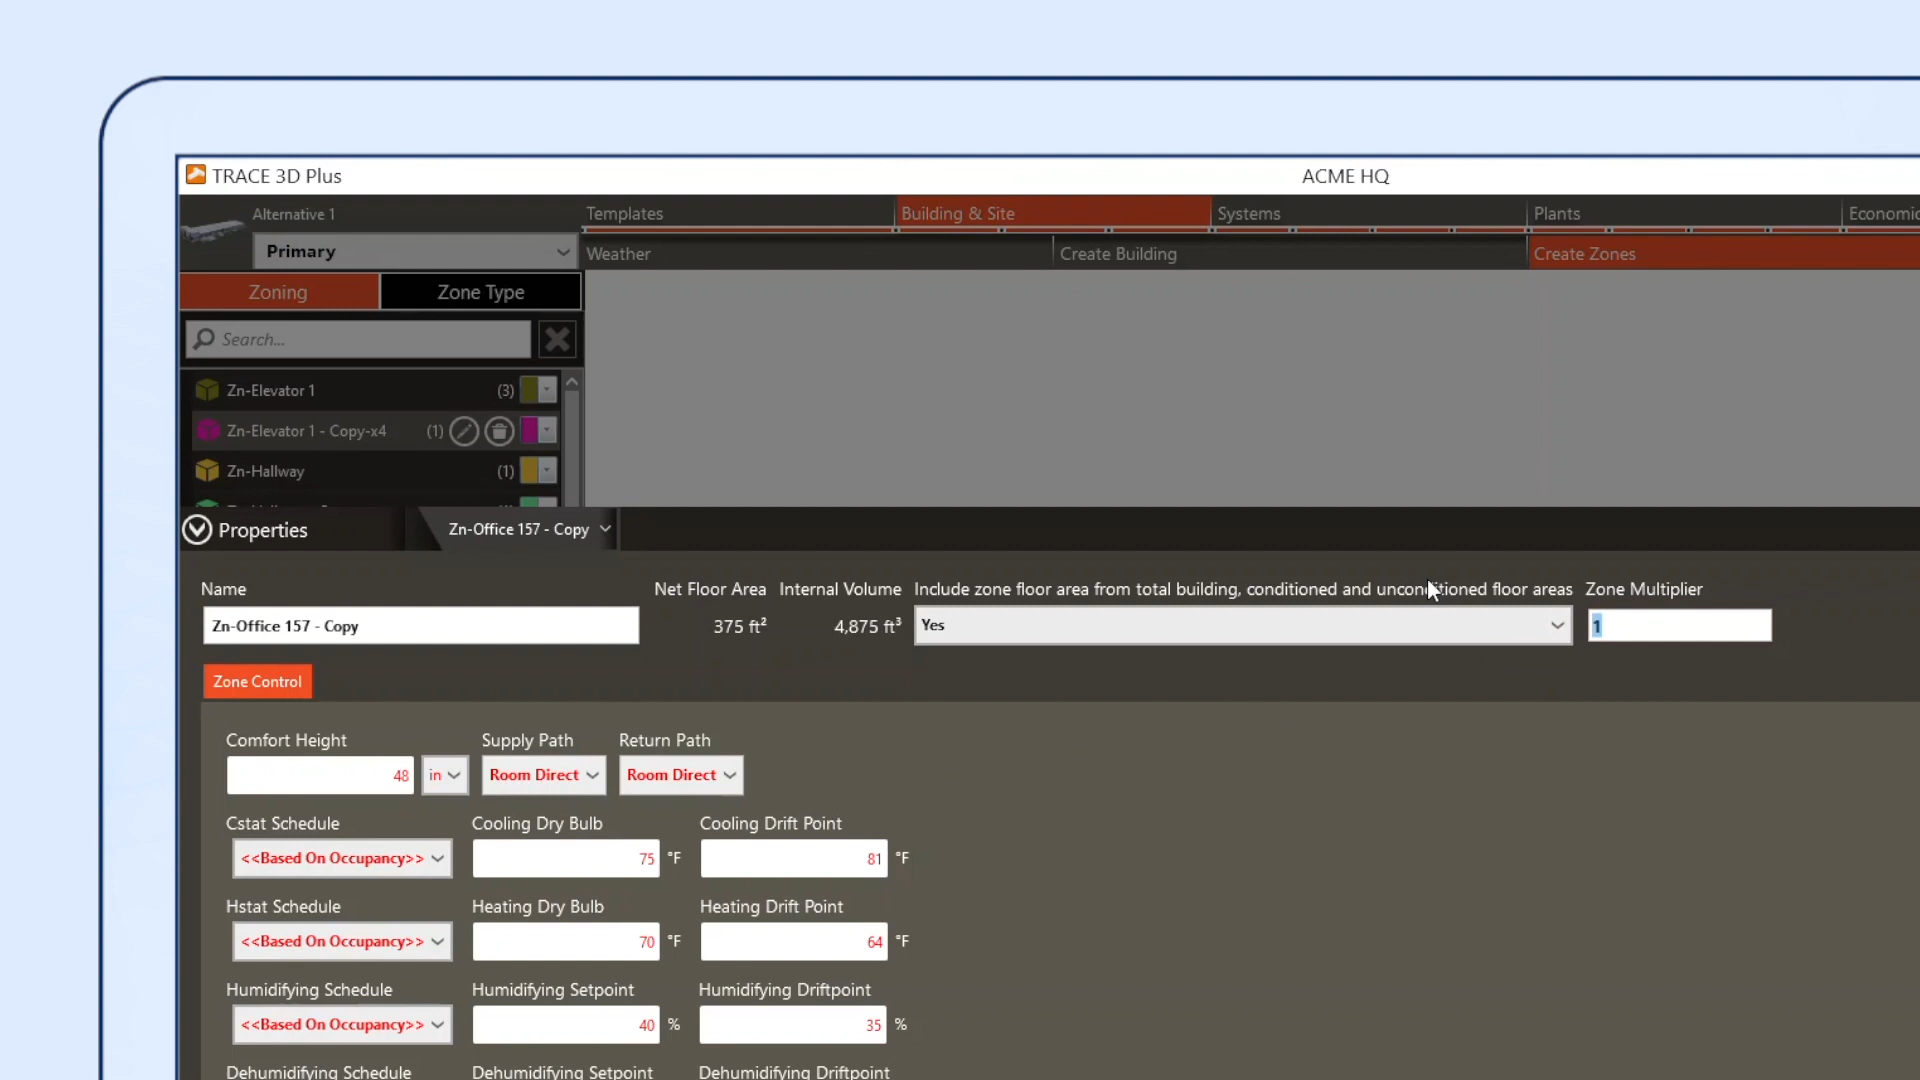 TRACE 3D Plus
ACME HQ
Alternative 1
Templates
Building & Site
Systems
Plants
Economic
Primary
Weather
Create Building
Create Zones
Zoning
Zone Type
Search...
Zn-Elevator 1
(3)
Zn-Elevator 1 - Copy-x4
(1)
Zn-Hallway
(1)
Properties
Zn-Office 157 - Copy
Name
Net Floor Area
Internal Volume
Include zone floor area from total building, conditioned and unconditioned floor areas
Zone Multiplier
Zn-Office 157 - Copy
375 ft²
4,875 ft³
Yes
1
Zone Control
Comfort Height
Supply Path
Return Path
48
in
Room Direct
Room Direct
Cstat Schedule
Cooling Dry Bulb
Cooling Drift Point
<<Based On Occupancy>>
75 °F
81 °F
Hstat Schedule
Heating Dry Bulb
Heating Drift Point
<<Based On Occupancy>>
70 °F
64 °F
Humidifying Schedule
Humidifying Setpoint
Humidifying Driftpoint
<<Based On Occupancy>>
40 %
35 %
Dehumidifying Schedule
Dehumidifying Setpoint
Dehumidifying Driftpoint